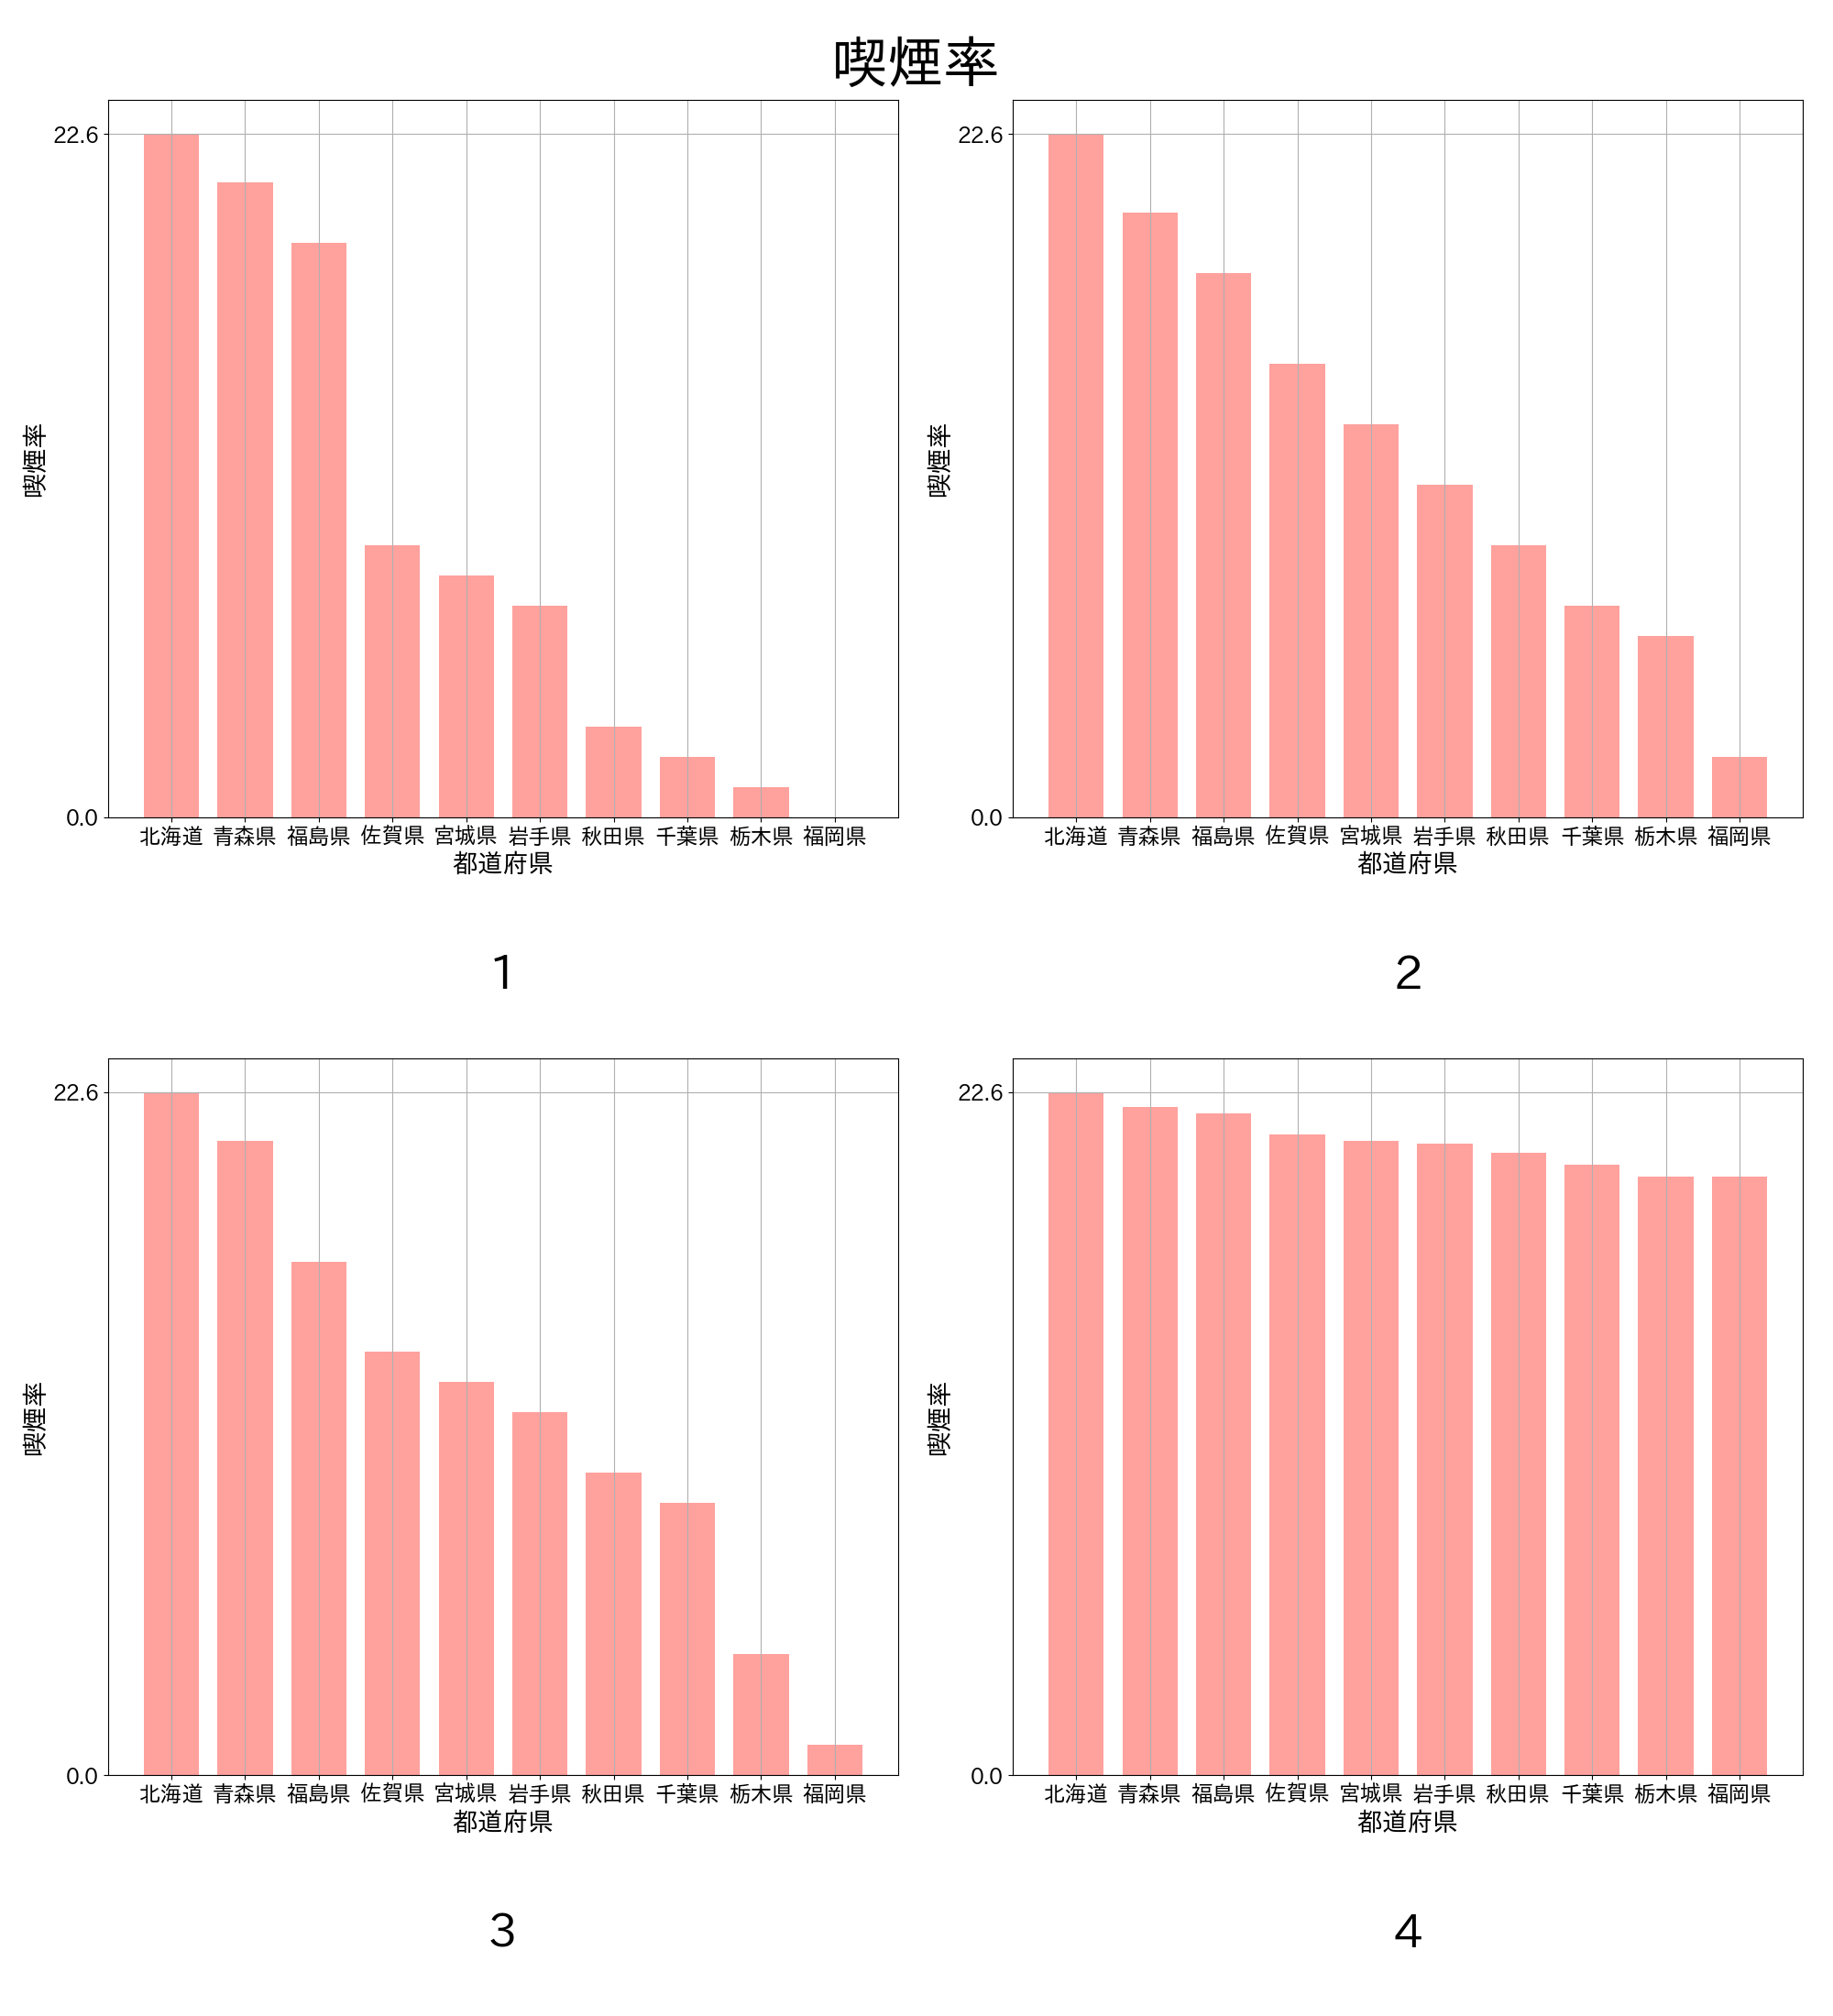 喫煙率
22.6
喫煙率
0.0
北海道 青森県 福島県 佐賀県 宮城県 岩手県 秋田県 千葉県 栃木県 福岡県
都道府県
1
22.6
喫煙率
0.0
北海道 青森県 福島県 佐賀県 宮城県 岩手県 秋田県 千葉県 栃木県 福岡県
都道府県
2
22.6
喫煙率
0.0
北海道 青森県 福島県 佐賀県 宮城県 岩手県 秋田県 千葉県 栃木県 福岡県
都道府県
3
22.6
喫煙率
0.0
北海道 青森県 福島県 佐賀県 宮城県 岩手県 秋田県 千葉県 栃木県 福岡県
都道府県
4